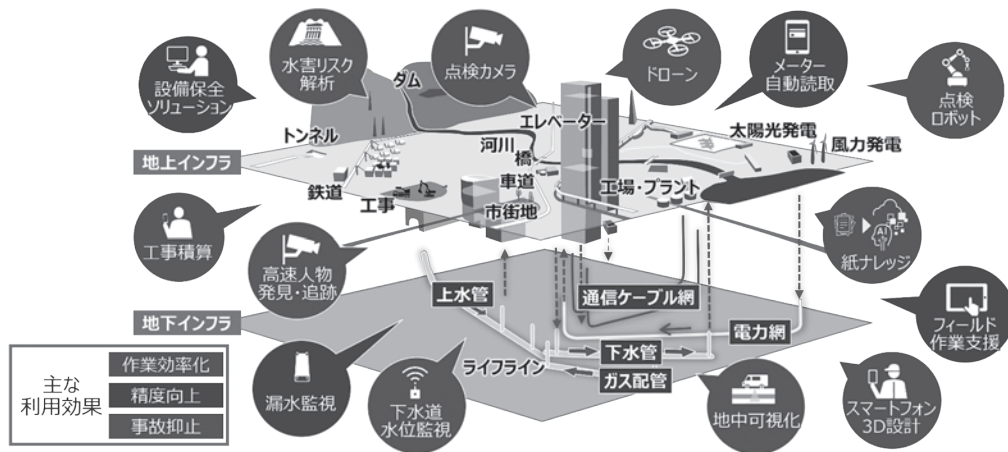 設備保全
ソリューション
水害リスク
解析
点検カメラ
ドローン
メーター
自動読取
点検
ロボット
ダム
トンネル
エレベーター
河川
橋
太陽光発電
風力発電
地上インフラ
鉄道
工事
車道
市街地
工場・プラント
工事積算
高速人物
発見・追跡
AI
紙ナレッジ
上水管
通信ケーブル網
地下インフラ
電力網
フィールド
作業支援
下水管
ライフライン
ガス配管
主な
利用効果
作業効率化
精度向上
事故抑止
漏水監視
下水道
水位監視
地中可視化
スマートフォン
3D設計